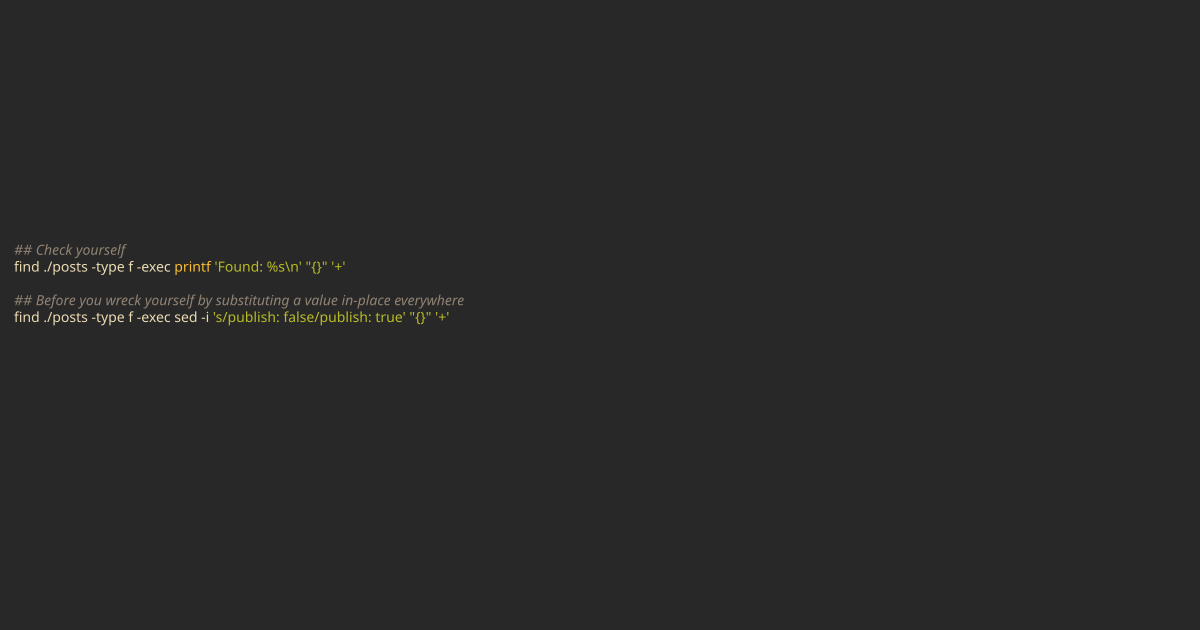 ## Check yourself
find ./posts -type f -exec printf 'Found: %s\n' "{}" '+'
## Before you wreck yourself by substituting a value in-place everywhere
find ./posts -type f -exec sed -i 's/publish: false/publish: true' "{}" '+'